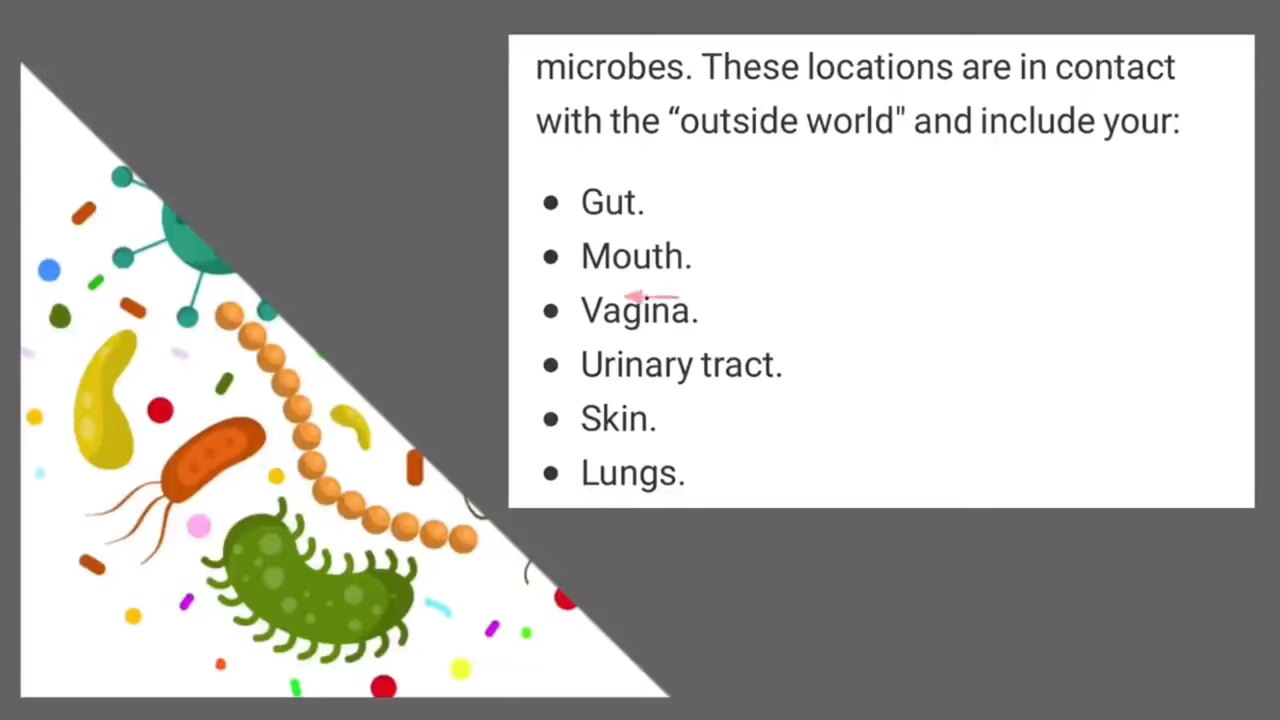 microbes. These locations are in contact
with the “outside world" and include your:
• Gut.
• Mouth.
• Vagina.
• Urinary tract.
• Skin.
• Lungs.